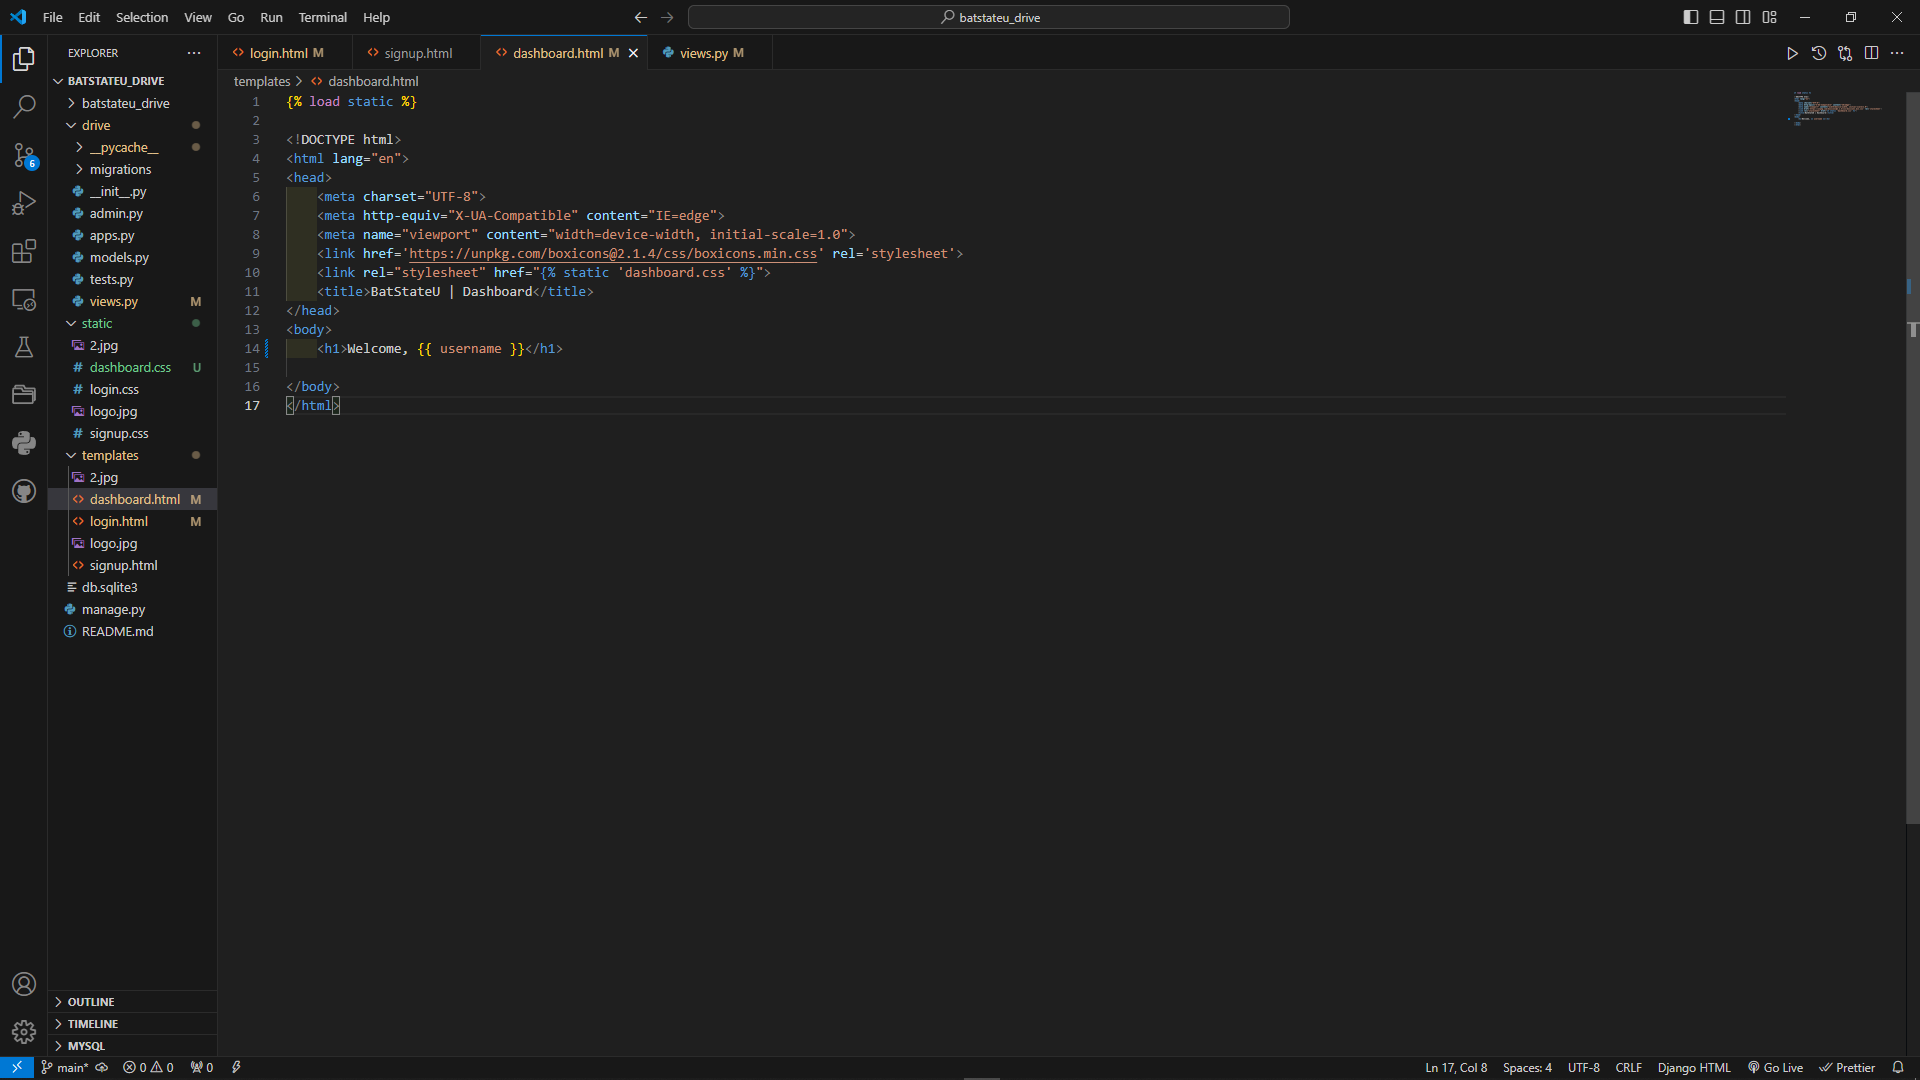 File Edit Selection View Go Run Terminal Help
batstateu_drive
EXPLORER
BATSTATEU_DRIVE
batstateu_drive
drive
__pycache__
migrations
__init__.py
admin.py
apps.py
models.py
tests.py
views.py M
static
2.jpg
dashboard.css U
login.css
logo.jpg
signup.css
templates
2.jpg
dashboard.html M
login.html M
logo.jpg
signup.html
db.sqlite3
manage.py
README.md
OUTLINE
TIMELINE
MYSQL
6
login.html M signup.html dashboard.html M views.py M
templates > dashboard.html
1 {% load static %}
2
3 <!DOCTYPE html>
4 <html lang="en">
5 <head>
6 <meta charset="UTF-8">
7 <meta http-equiv="X-UA-Compatible" content="IE=edge">
8 <meta name="viewport" content="width=device-width, initial-scale=1.0">
9 <link href='https://unpkg.com/boxicons@2.1.4/css/boxicons.min.css' rel='stylesheet'>
10 <link rel="stylesheet" href="{% static 'dashboard.css' %}">
11 <title>BatStateU | Dashboard</title>
12 </head>
13 <body>
14 <h1>Welcome, {{ username }}</h1>
15
16 </body>
17 </html>
main* 0 0 0 Ln 17, Col 8 Spaces: 4 UTF-8 CRLF Django HTML Go Live Prettier